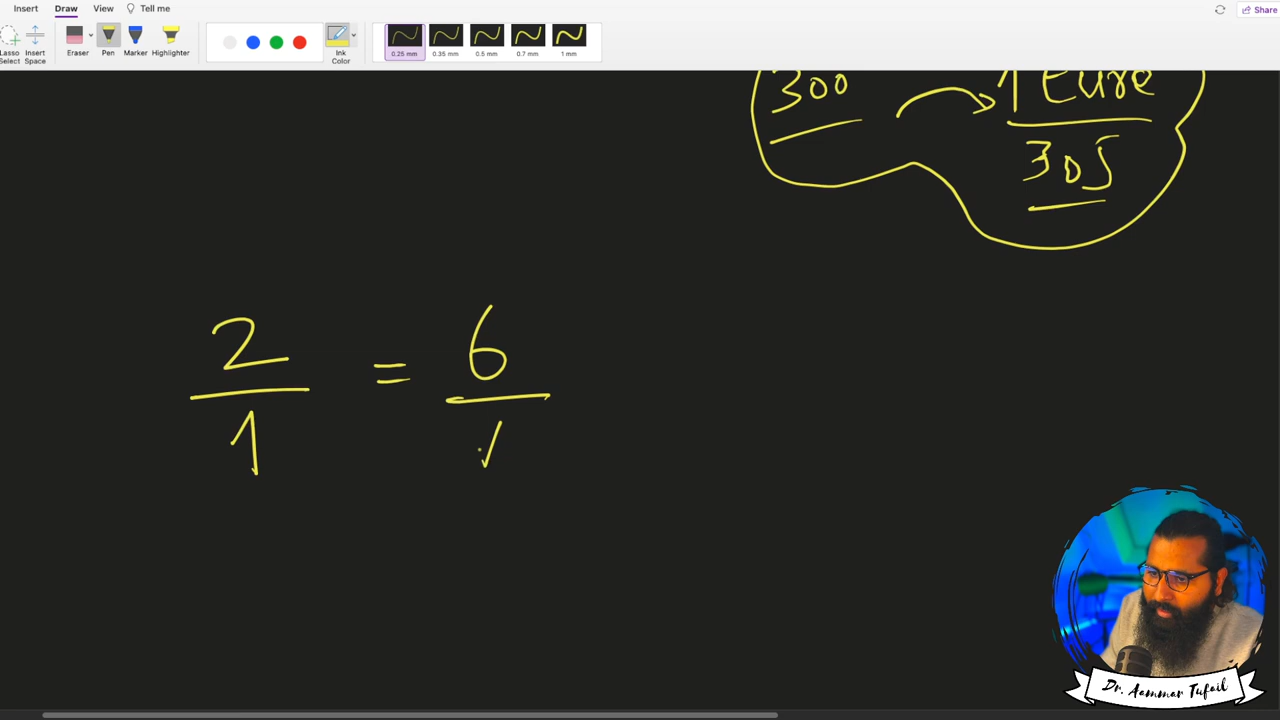 Insert Draw View Tell me
Share
Lasso Select
Insert Space
Eraser
Pen
Marker
Highlighter
Ink Color
0.25 mm
0.35 mm
0.5 mm
0.7 mm
1 mm
300
1 Euro
305
2 = 6
1
Dr. Aammar Tufail